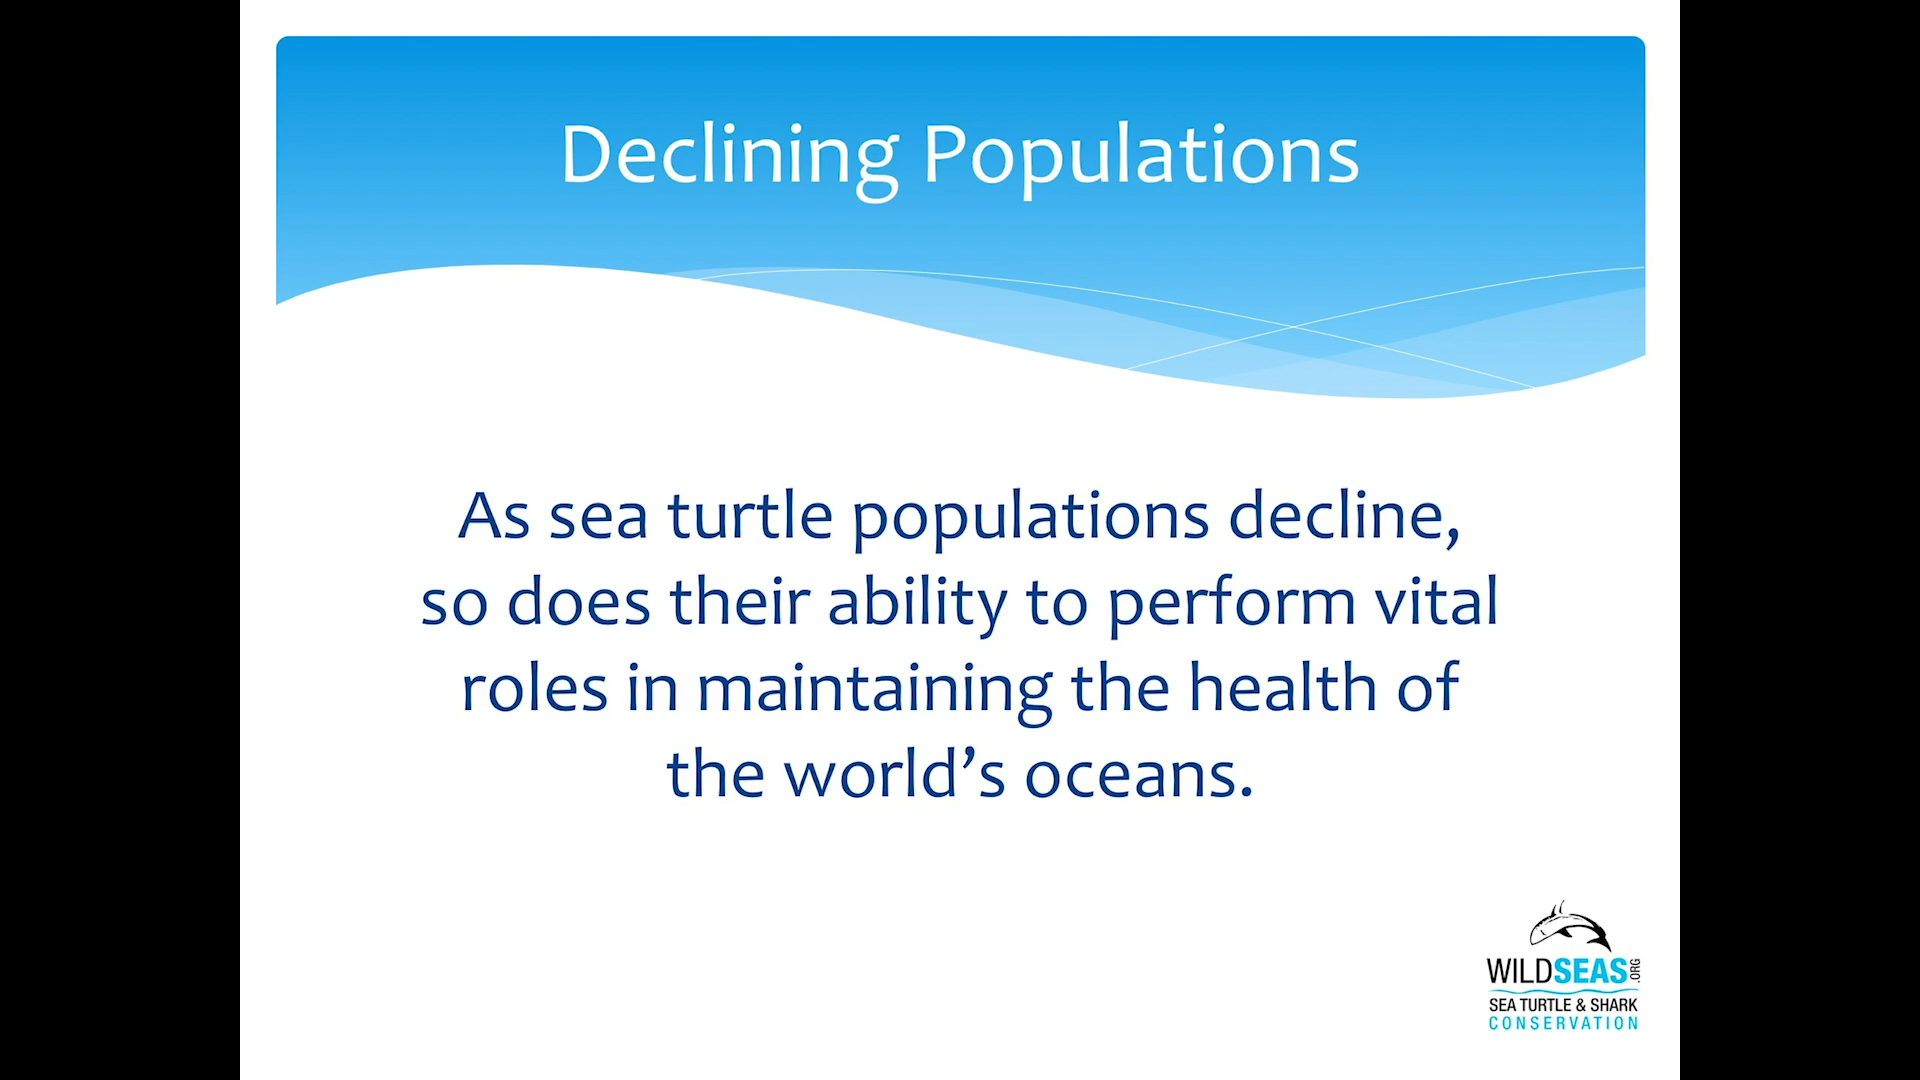 Declining Populations
As sea turtle populations decline,
so does their ability to perform vital
roles in maintaining the health of
the world’s oceans.
WILDSEAS.ORG
SEA TURTLE & SHARK
CONSERVATION